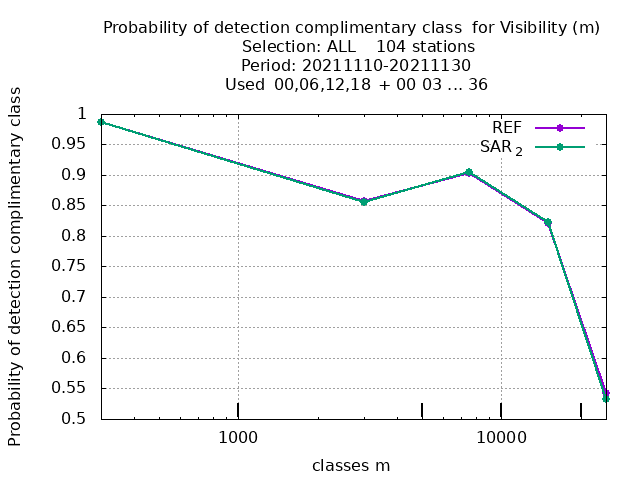 Probability of detection complimentary class  for Visibility (m)
Selection: ALL    104 stations
Period: 20211110-20211130
Used  00,06,12,18 + 00 03 ... 36
Probability of detection complimentary class
1
0.95
0.9
0.85
0.8
0.75
0.7
0.65
0.6
0.55
0.5
REF
SAR 2
1000
10000
classes m